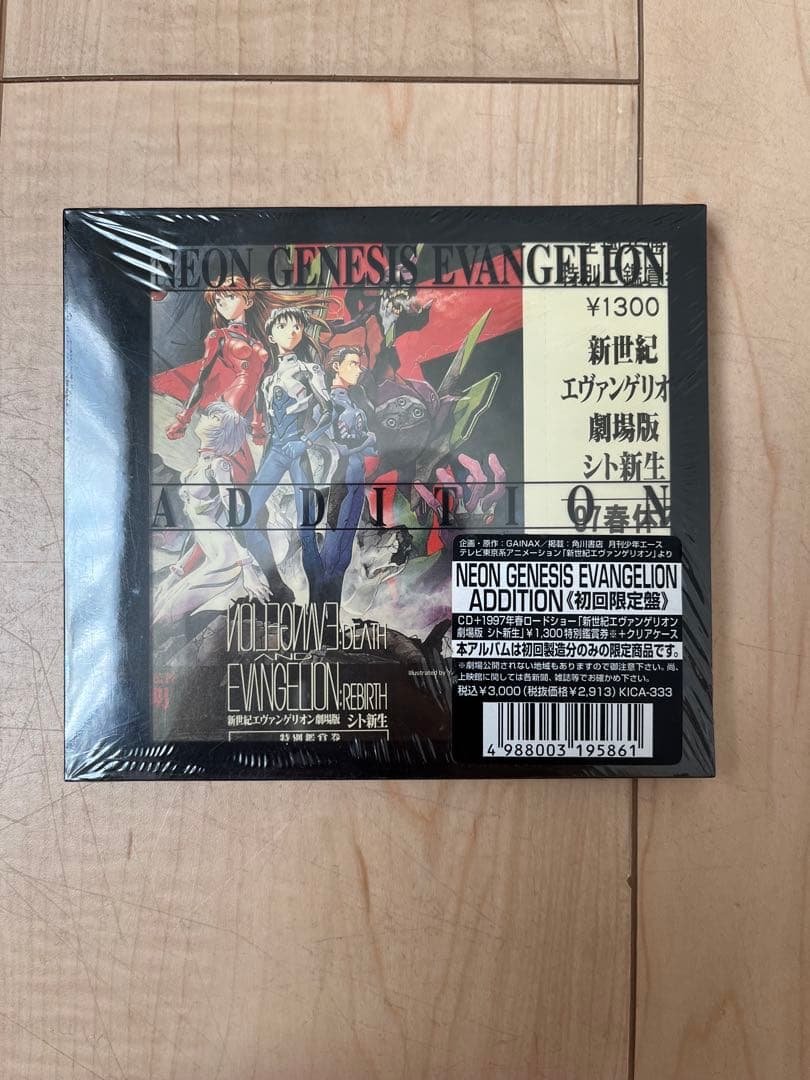 NEON GENESIS EVANGELION
特別鑑賞
¥1300
新世紀
エヴァンゲリオ
劇場版
シト新生
ADDITION
97春
EVANGELION:DEATH
AND
EVANGELION:REBIRTH
新世紀エヴァンゲリオン劇場版 シト新生
特別鑑賞券
illustrated by
企画・原作：GAINAX／掲載：角川書店 月刊少年エース
テレビ東京系アニメーション「新世紀エヴァンゲリオン」より
NEON GENESIS EVANGELION
ADDITION《初回限定盤》
CD+1997年春ロードショー「新世紀エヴァンゲリオン
劇場版 シト新生」¥1,300特別鑑賞券※+クリアケース
本アルバムは初回製造分のみの限定商品です。
※劇場公開されない地域もありますので御注意下さい。尚、
上映館に関しては各新聞、雑誌等でお確かめ下さい。
税込¥3,000（税抜価格¥2,913）KICA-333
4 988003 195861